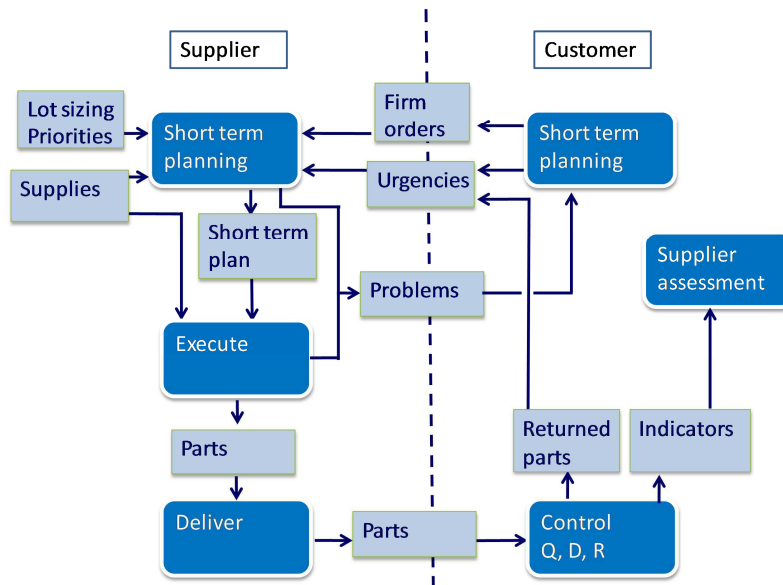 Supplier
Customer
Lot sizing
Priorities
Short term
planning
Firm
orders
Short term
planning
Supplies
Urgencies
Short term
plan
Supplier
assessment
Problems
Execute
Parts
Returned
parts
Indicators
Deliver
Parts
Control
Q, D, R